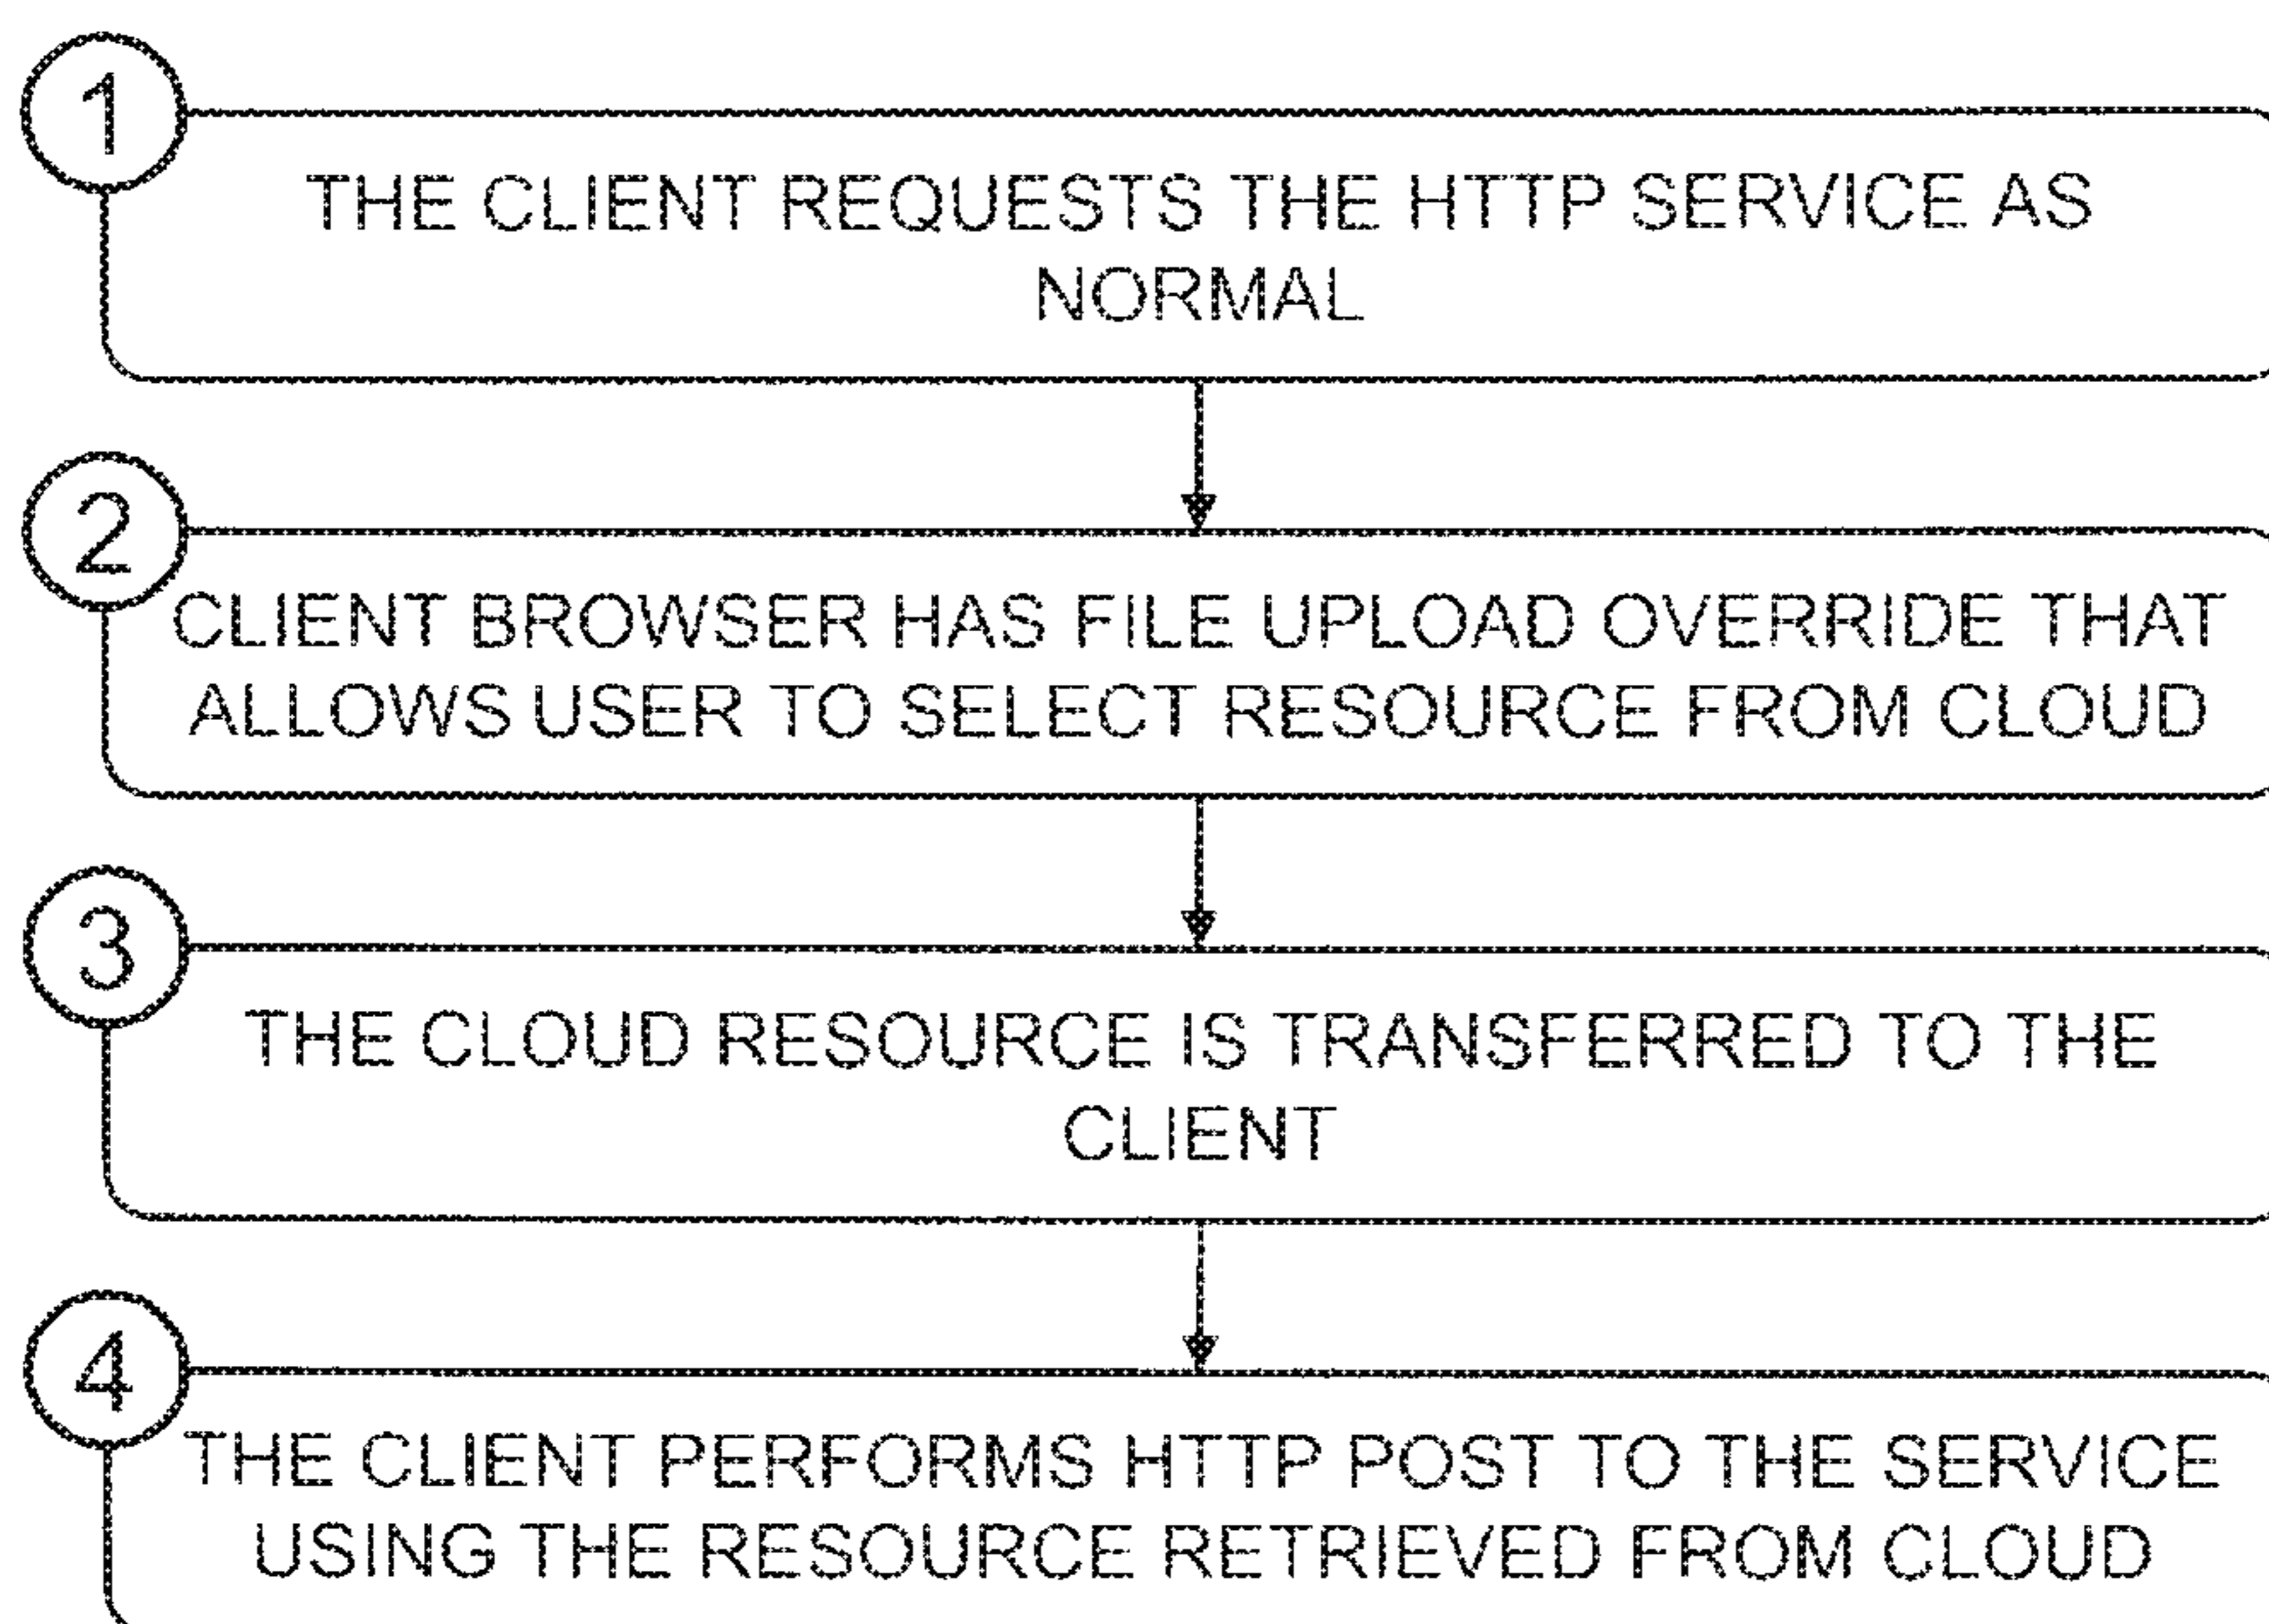 1
THE CLIENT REQUESTS THE HTTP SERVICE AS
NORMAL
2
CLIENT BROWSER HAS FILE UPLOAD OVERRIDE THAT
ALLOWS USER TO SELECT RESOURCE FROM CLOUD
3
THE CLOUD RESOURCE IS TRANSFERRED TO THE
CLIENT
4
THE CLIENT PERFORMS HTTP POST TO THE SERVICE
USING THE RESOURCE RETRIEVED FROM CLOUD